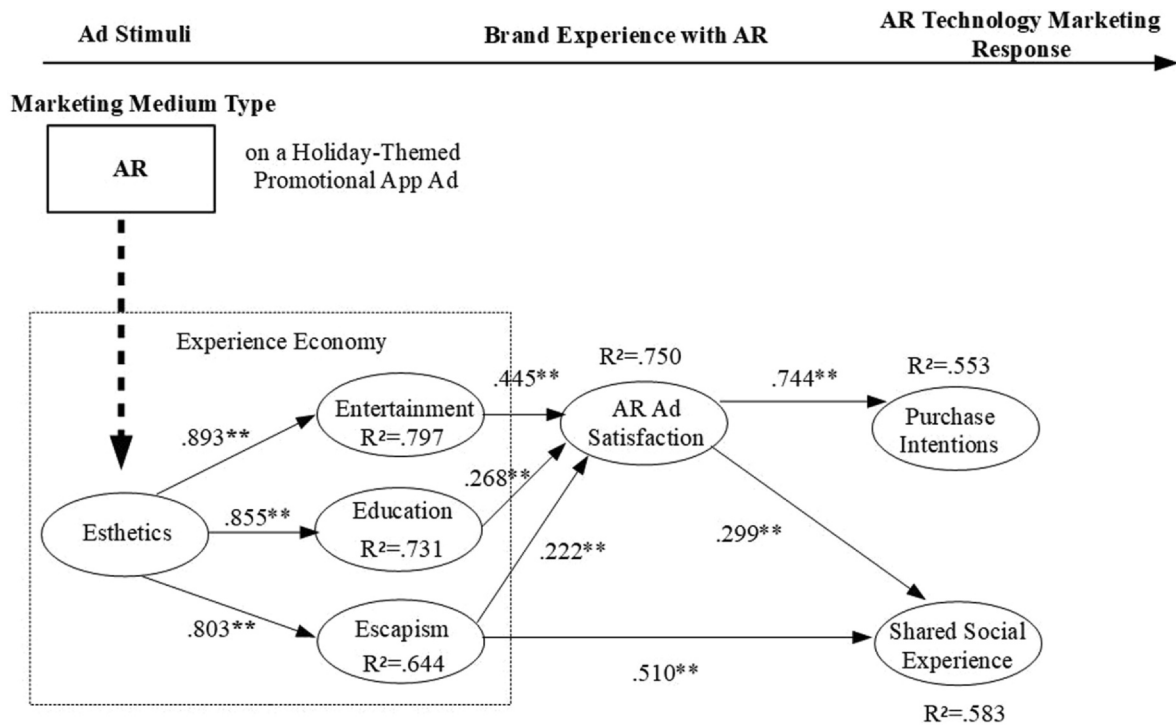 Ad Stimuli
Brand Experience with AR
AR Technology Marketing
Response
Marketing Medium Type
AR
on a Holiday-Themed
Promotional App Ad
Experience Economy
R²=.750
R²=.553
.445**
.744**
Entertainment
R²=.797
AR Ad
Satisfaction
Purchase
Intentions
.893**
.268**
Esthetics
.855**
Education
R²=.731
.222**
.299**
.803**
Escapism
R²=.644
.510**
Shared Social
Experience
R²=.583